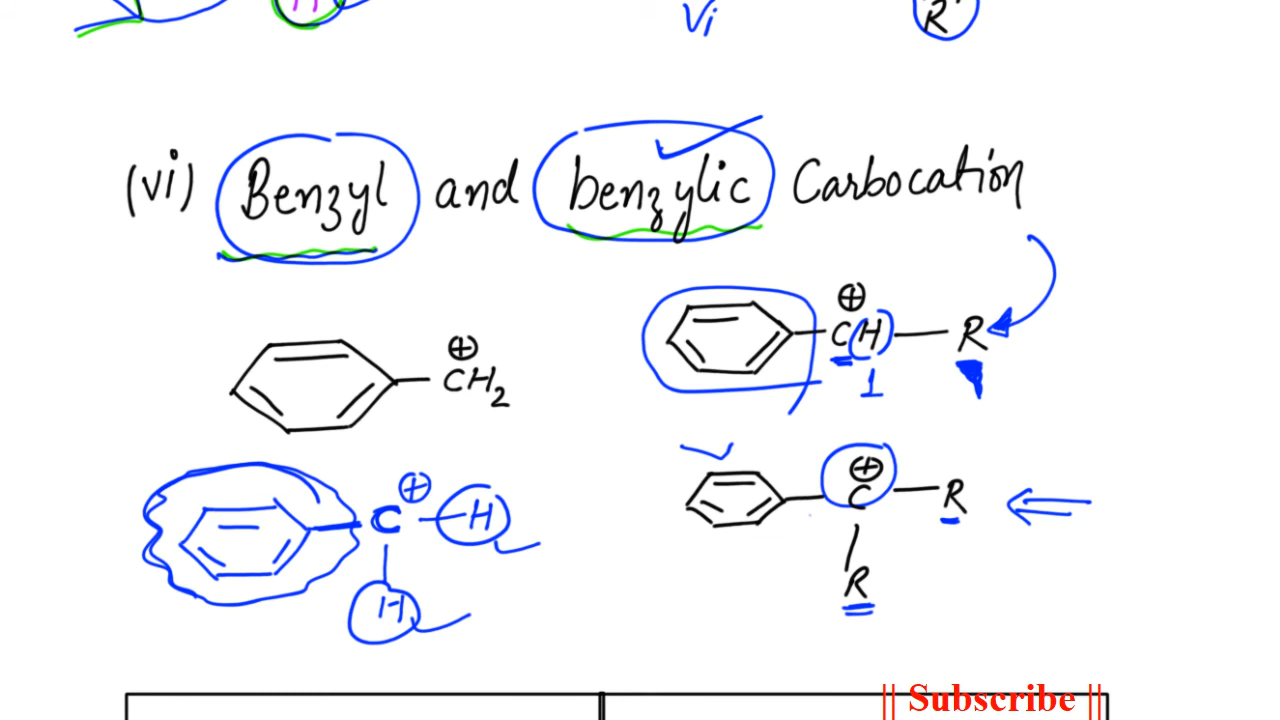 Vi R
(vi) Benzyl and benzylic Carbocation
⊕
CH — R
1
⊕
CH2
⊕
C — R
R
⊕
C — H
H
|| Subscribe ||